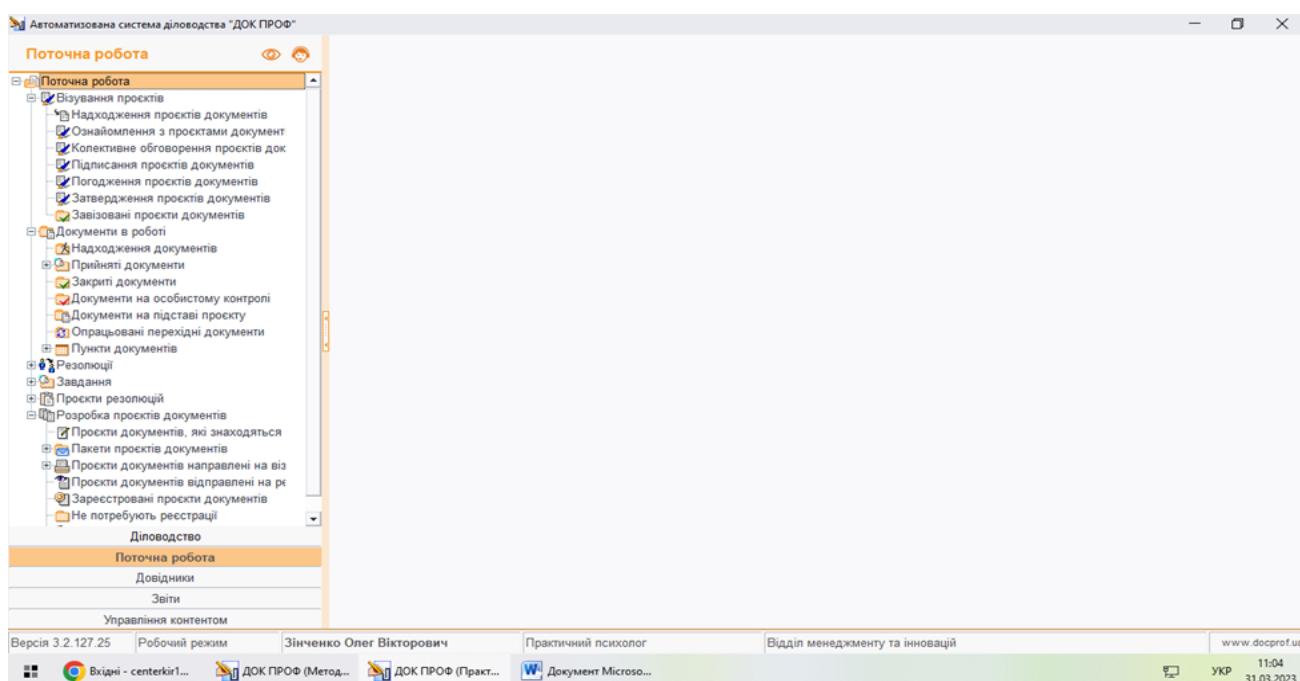 Автоматизована система діловодства "ДОК ПРОФ"
Поточна робота
Поточна робота
Візування проєктів
Надходження проєктів документів
Ознайомлення з проєктами документ
Колективне обговорення проєктів док
Підписання проєктів документів
Погодження проєктів документів
Затвердження проєктів документів
Завізовані проєкти документів
Документи в роботі
Надходження документів
Прийняті документи
Закриті документи
Документи на особистому контролі
Документи на підставі проєкту
Опрацьовані перехідні документи
Пункти документів
Резолюції
Завдання
Проєкти резолюцій
Розробка проєктів документів
Проєкти документів, які знаходяться
Пакети проєктів документів
Проєкти документів направлені на віз
Проєкти документів відправлені на ре
Зареєстровані проєкти документів
Не потребують реєстрації
Діловодство
Поточна робота
Довідники
Звіти
Управління контентом
Версія 3.2.127.25 Робочий режим Зінченко Олег Вікторович Практичний психолог Відділ менеджменту та інновацій www.docprof.ua
Вхідні - centerkir1... ДОК ПРОФ (Метод... ДОК ПРОФ (Практ... Документ Microso... УКР 11:04
31.03.2023